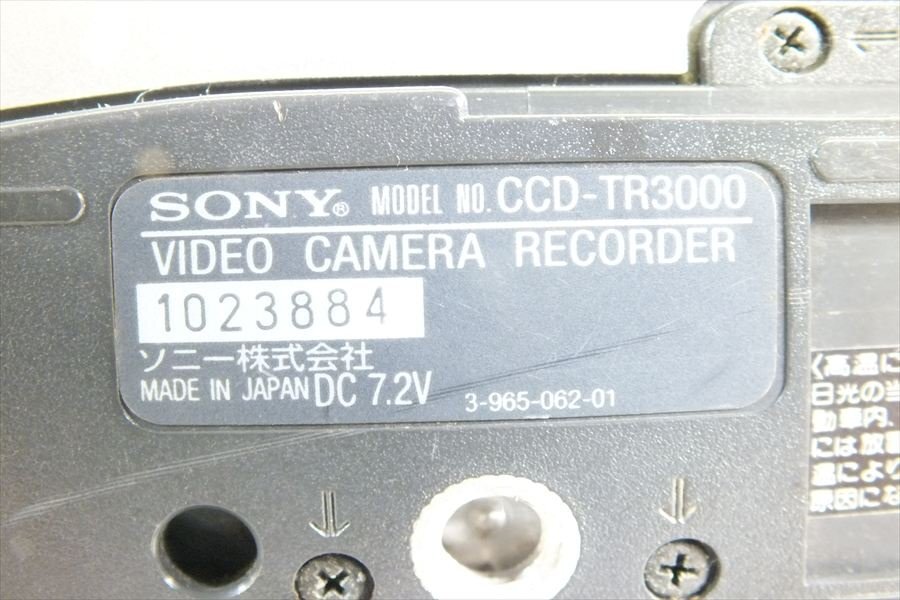 SONY® MODEL NO. CCD-TR3000
VIDEO CAMERA RECORDER
1023884
ソニー株式会社
MADE IN JAPAN DC 7.2V
3-965-062-01
〈高温に
日光の当
動車内、
には放
温により
原因にな